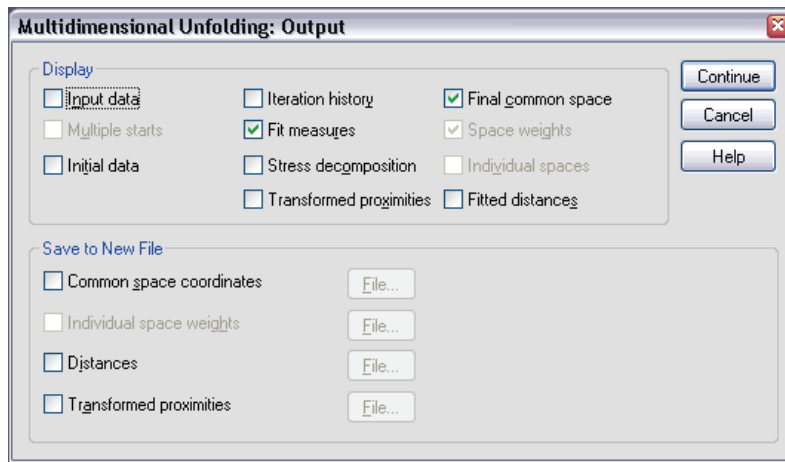 Multidimensional Unfolding: Output
Display
Input data
Iteration history
Final common space
Multiple starts
Fit measures
Space weights
Initial data
Stress decomposition
Individual spaces
Transformed proximities
Fitted distances
Continue
Cancel
Help
Save to New File
Common space coordinates
File...
Individual space weights
File...
Distances
File...
Transformed proximities
File...